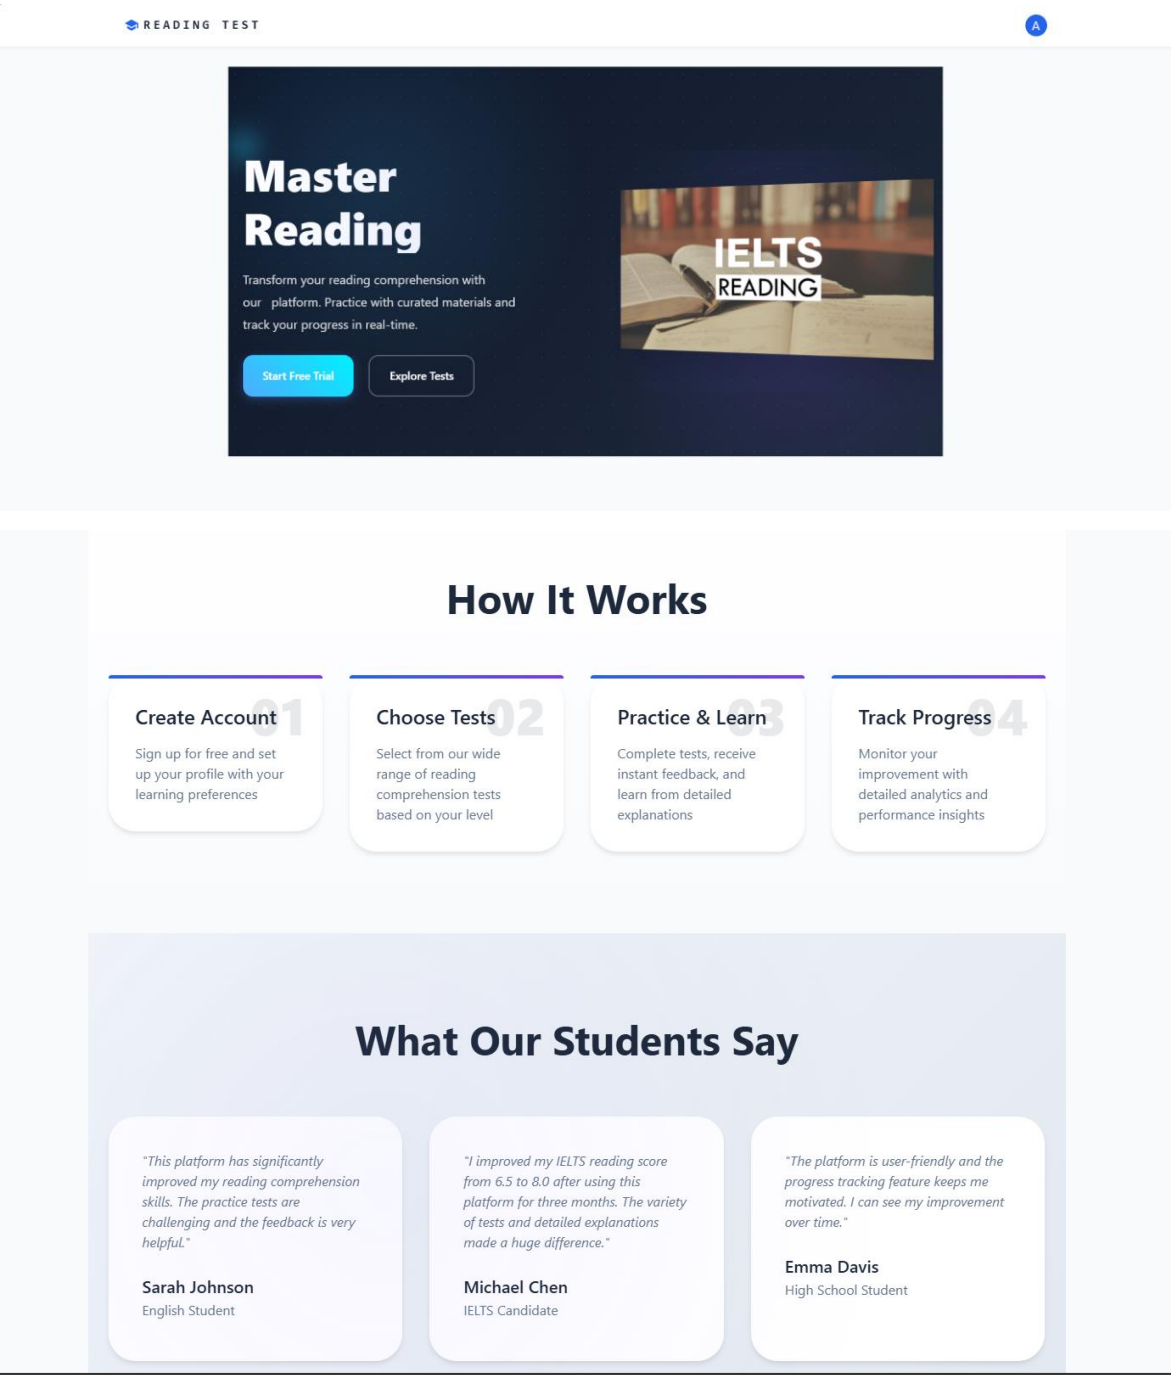 READING TEST
A
Master
Reading
Transform your reading comprehension with
our platform. Practice with curated materials and
track your progress in real-time.
Start Free Trial
Explore Tests
IELTS
READING
How It Works
01
Create Account
Sign up for free and set
up your profile with your
learning preferences
02
Choose Tests
Select from our wide
range of reading
comprehension tests
based on your level
03
Practice & Learn
Complete tests, receive
instant feedback, and
learn from detailed
explanations
04
Track Progress
Monitor your
improvement with
detailed analytics and
performance insights
What Our Students Say
"This platform has significantly
improved my reading comprehension
skills. The practice tests are
challenging and the feedback is very
helpful."
Sarah Johnson
English Student
"I improved my IELTS reading score
from 6.5 to 8.0 after using this
platform for three months. The variety
of tests and detailed explanations
made a huge difference."
Michael Chen
IELTS Candidate
"The platform is user-friendly and the
progress tracking feature keeps me
motivated. I can see my improvement
over time."
Emma Davis
High School Student